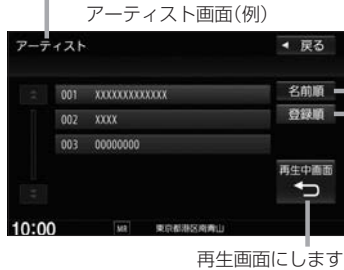 アーティスト画面(例)
アーティスト
◄ 戻る
001 XXXXXXXXXXXXX
名前順
002 XXXX
登録順
003 00000000
再生中画面
10:00
MR
東京都港区南青山
再生画面にします